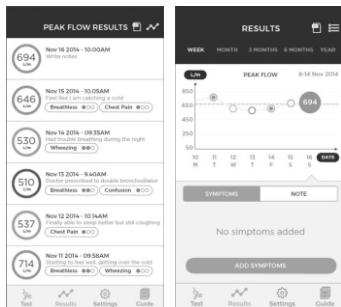 PEAK FLOW RESULTS
694
L/m
Nov 16 2014 - 10.00AM
Write notes
646
L/m
Nov 15 2014 - 10.05AM
Feel like I am catching a cold
Breathless
Chest Pain
530
L/m
Nov 14 2014 - 09.35AM
Had trouble breathing during the night
Wheezing
510
L/m
Nov 13 2014 - 9.40AM
Doctor prescribed to double bronchodilator
Breathless
Confusion
537
L/m
Nov 12 2014 - 10.14AM
Finally able to sleep better but still coughing
Chest Pain
714
L/m
Nov 11 2014 - 09.58AM
Starting to feel well, getting over the cold
Breathless
Wheezing
Test Results Settings Guide
RESULTS
WEEK MONTH 3 MONTHS 6 MONTHS YEAR
L/m PEAK FLOW 8-14 Nov 2014
850
650
450
250
50
694
10 11 12 13 14 15 16 DATE
M T W T F S S
SYMPTOMS NOTE
No simptoms added
ADD SYMPTOMS
Test Results Settings Guide